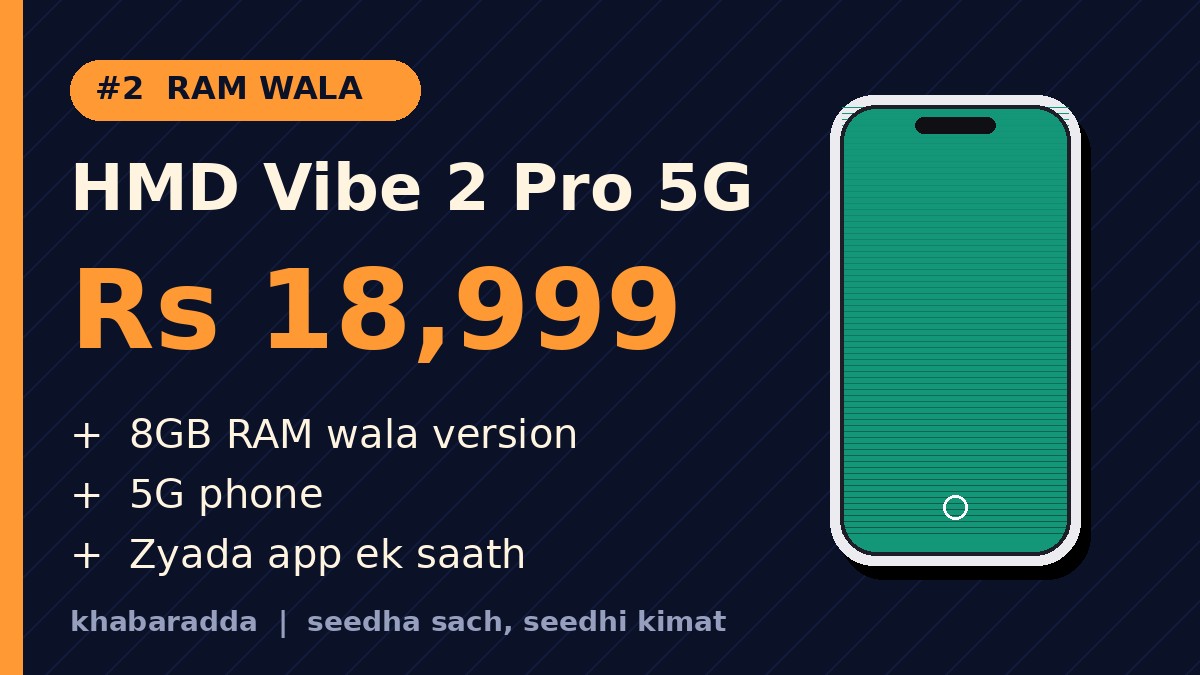 #2 RAM WALA
HMD Vibe 2 Pro 5G
Rs 18,999
+ 8GB RAM wala version
+ 5G phone
+ Zyada app ek saath
khabaradda | seedha sach, seedhi kimat